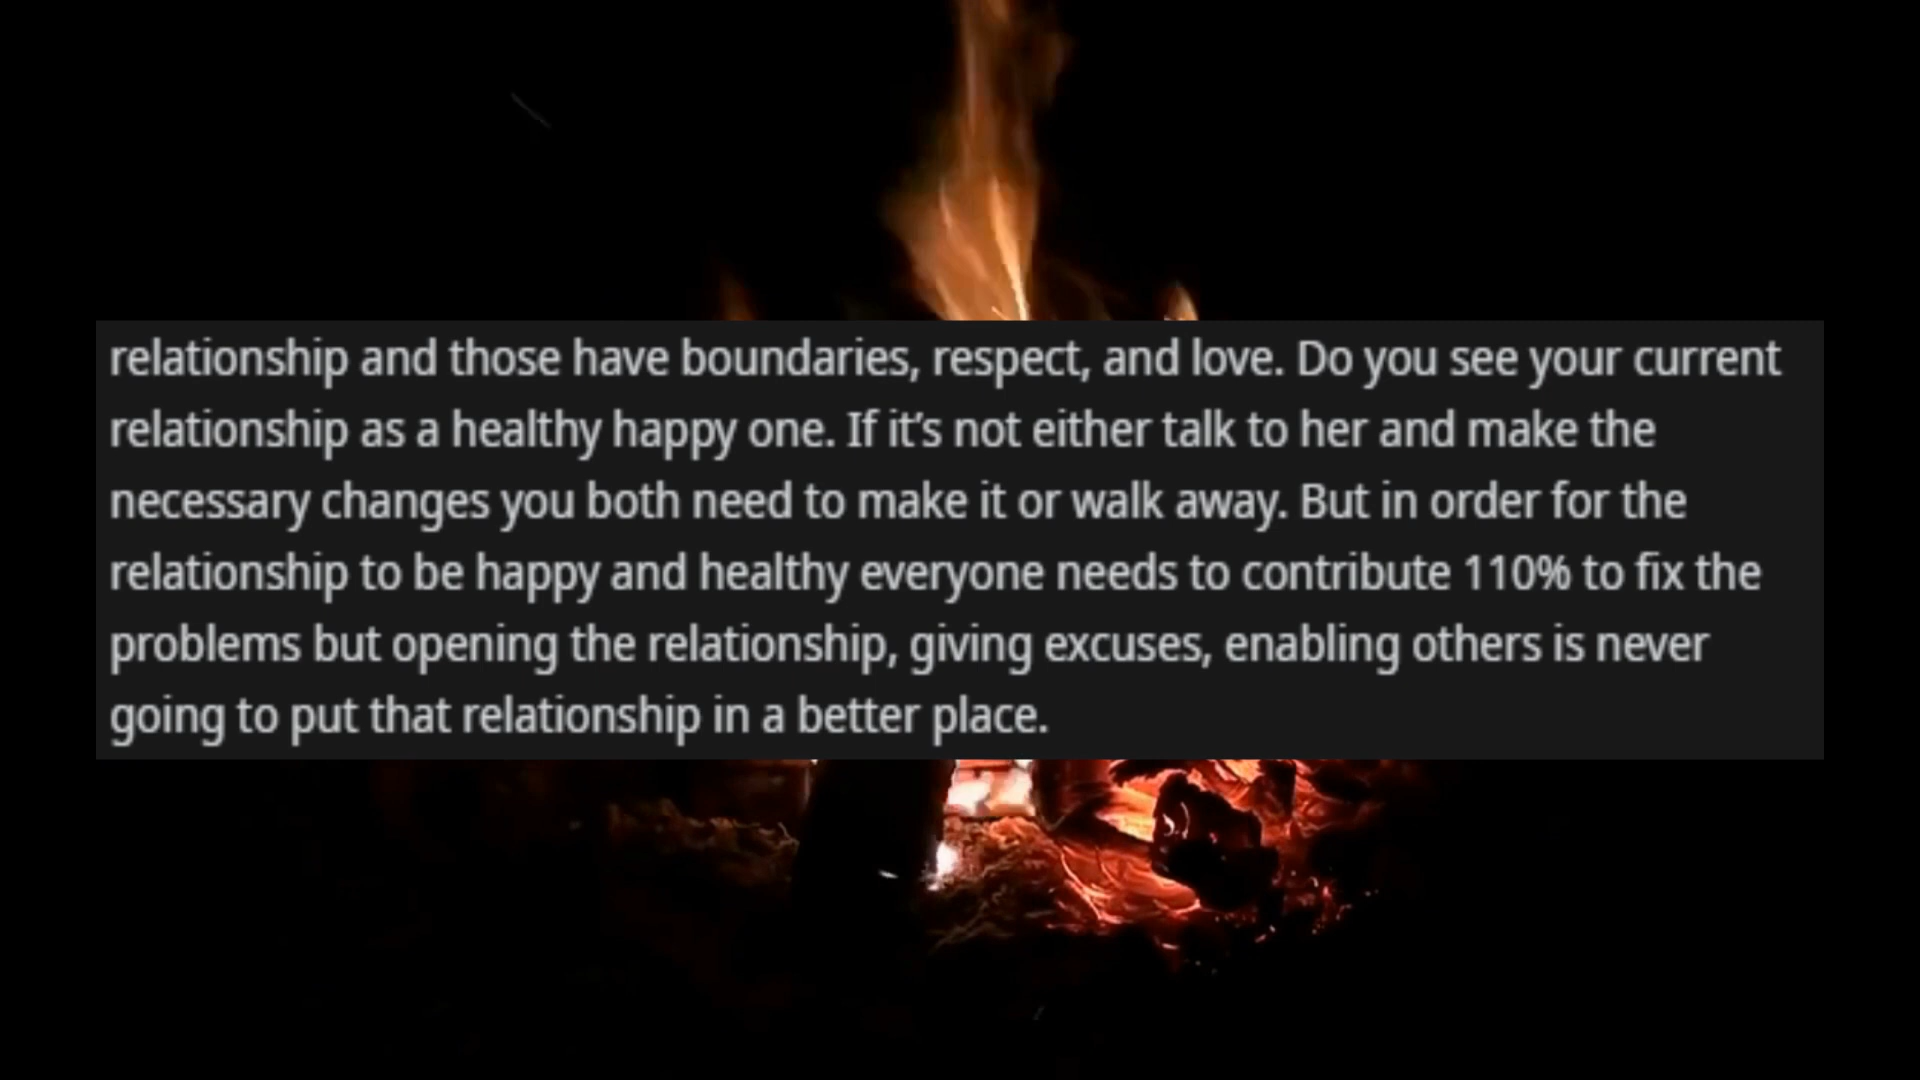 relationship and those have boundaries, respect, and love. Do you see your current
relationship as a healthy happy one. If it’s not either talk to her and make the
necessary changes you both need to make it or walk away. But in order for the
relationship to be happy and healthy everyone needs to contribute 110% to fix the
problems but opening the relationship, giving excuses, enabling others is never
going to put that relationship in a better place.